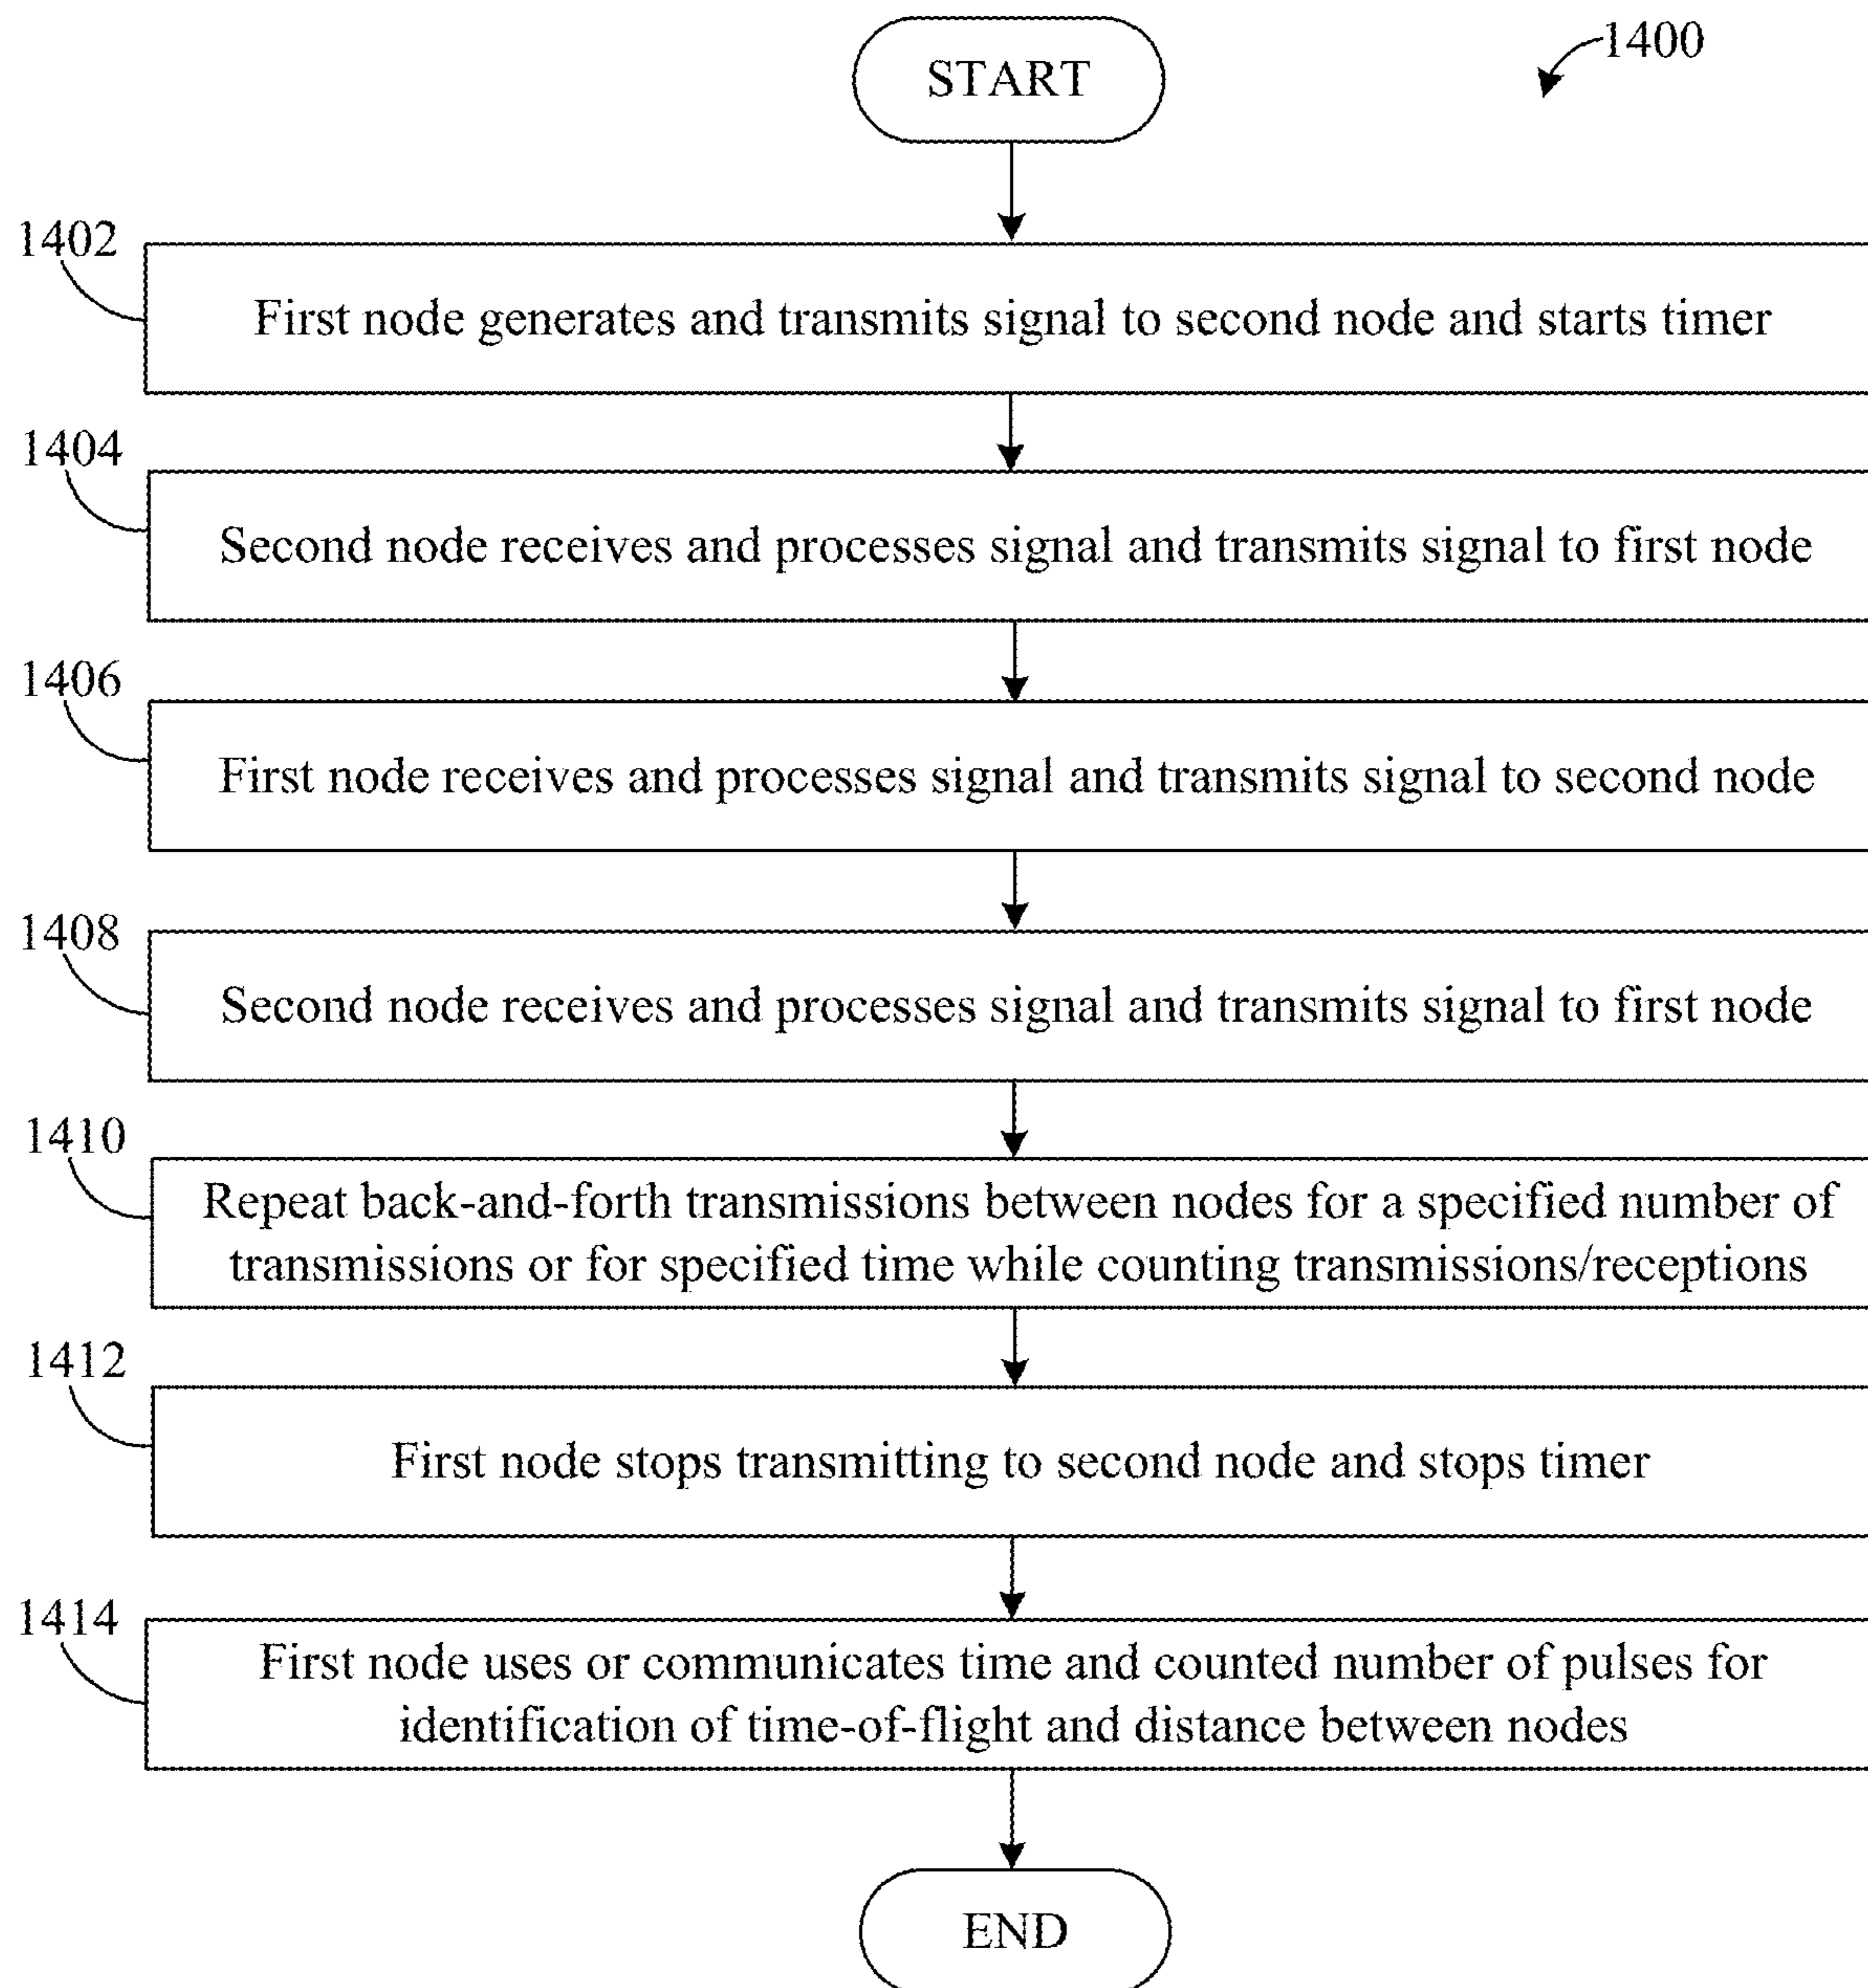 START
1400
1402
First node generates and transmits signal to second node and starts timer
1404
Second node receives and processes signal and transmits signal to first node
1406
First node receives and processes signal and transmits signal to second node
1408
Second node receives and processes signal and transmits signal to first node
1410
Repeat back-and-forth transmissions between nodes for a specified number of
transmissions or for specified time while counting transmissions/receptions
1412
First node stops transmitting to second node and stops timer
1414
First node uses or communicates time and counted number of pulses for
identification of time-of-flight and distance between nodes
END